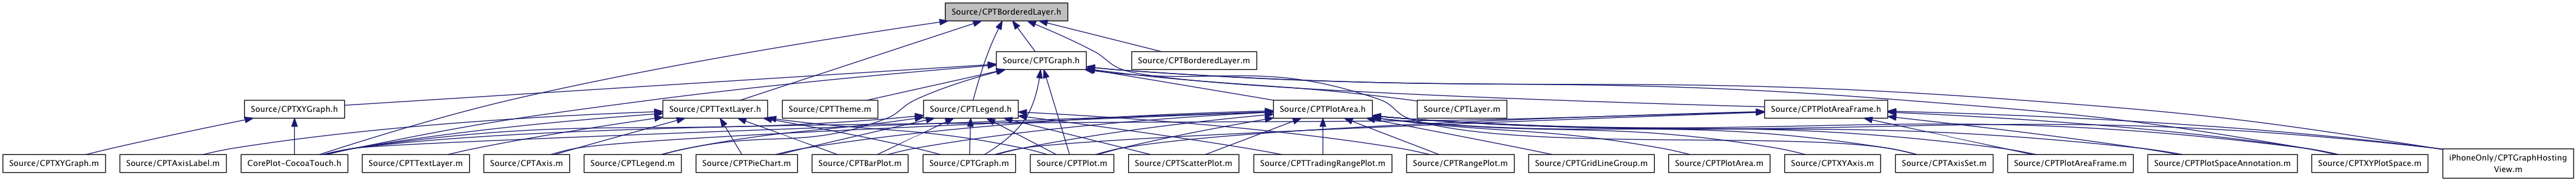 Source/CPTBorderedLayer.h
Source/CPTGraph.h
Source/CPTBorderedLayer.m
Source/CPTXYGraph.h
Source/CPTTextLayer.h
Source/CPTTheme.m
Source/CPTLegend.h
Source/CPTPlotArea.h
Source/CPTLayer.m
Source/CPTPlotAreaFrame.h
Source/CPTXYGraph.m
Source/CPTAxisLabel.m
CorePlot-CocoaTouch.h
Source/CPTTextLayer.m
Source/CPTAxis.m
Source/CPTLegend.m
Source/CPTPieChart.m
Source/CPTBarPlot.m
Source/CPTGraph.m
Source/CPTPlot.m
Source/CPTScatterPlot.m
Source/CPTTradingRangePlot.m
Source/CPTRangePlot.m
Source/CPTGridLineGroup.m
Source/CPTPlotArea.m
Source/CPTXYAxis.m
Source/CPTAxisSet.m
Source/CPTPlotAreaFrame.m
Source/CPTPlotSpaceAnnotation.m
Source/CPTXYPlotSpace.m
iPhoneOnly/CPTGraphHosting
View.m